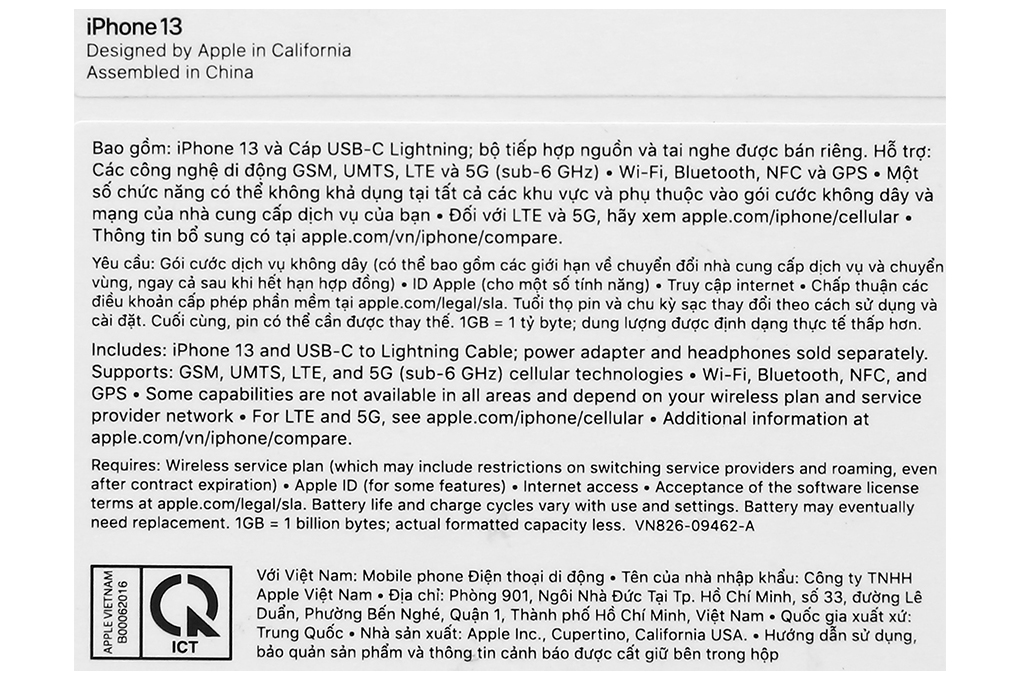 iPhone 13
Designed by Apple in California
Assembled in China
Bao gồm: iPhone 13 và Cáp USB-C Lightning; bộ tiếp hợp nguồn và tai nghe được bán riêng. Hỗ trợ:
Các công nghệ di động GSM, UMTS, LTE và 5G (sub-6 GHz) • Wi-Fi, Bluetooth, NFC và GPS • Một
số chức năng có thể không khả dụng tại tất cả các khu vực và phụ thuộc vào gói cước không dây và
mạng của nhà cung cấp dịch vụ của bạn • Đối với LTE và 5G, hãy xem apple.com/iphone/cellular •
Thông tin bổ sung có tại apple.com/vn/iphone/compare.
Yêu cầu: Gói cước dịch vụ không dây (có thể bao gồm các giới hạn về chuyển đổi nhà cung cấp dịch vụ và chuyển
vùng, ngay cả sau khi hết hạn hợp đồng) • ID Apple (cho một số tính năng) • Truy cập internet • Chấp thuận các
điều khoản cấp phép phần mềm tại apple.com/legal/sla. Tuổi thọ pin và chu kỳ sạc thay đổi theo cách sử dụng và
cài đặt. Cuối cùng, pin có thể cần được thay thế. 1GB = 1 tỷ byte; dung lượng được định dạng thực tế thấp hơn.
Includes: iPhone 13 and USB-C to Lightning Cable; power adapter and headphones sold separately.
Supports: GSM, UMTS, LTE, and 5G (sub-6 GHz) cellular technologies • Wi-Fi, Bluetooth, NFC, and
GPS • Some capabilities are not available in all areas and depend on your wireless plan and service
provider network • For LTE and 5G, see apple.com/iphone/cellular • Additional information at
apple.com/vn/iphone/compare.
Requires: Wireless service plan (which may include restrictions on switching service providers and roaming, even
after contract expiration) • Apple ID (for some features) • Internet access • Acceptance of the software license
terms at apple.com/legal/sla. Battery life and charge cycles vary with use and settings. Battery may eventually
need replacement. 1GB = 1 billion bytes; actual formatted capacity less. VN826-09462-A
APPLE VIETNAM
B00062016
ICT
Với Việt Nam: Mobile phone Điện thoại di động • Tên của nhà nhập khẩu: Công ty TNHH
Apple Việt Nam • Địa chỉ: Phòng 901, Ngôi Nhà Đức Tại Tp. Hồ Chí Minh, số 33, đường Lê
Duẩn, Phường Bến Nghé, Quận 1, Thành phố Hồ Chí Minh, Việt Nam • Quốc gia xuất xứ:
Trung Quốc • Nhà sản xuất: Apple Inc., Cupertino, California USA. • Hướng dẫn sử dụng,
bảo quản sản phẩm và thông tin cảnh báo được cất giữ bên trong hộp